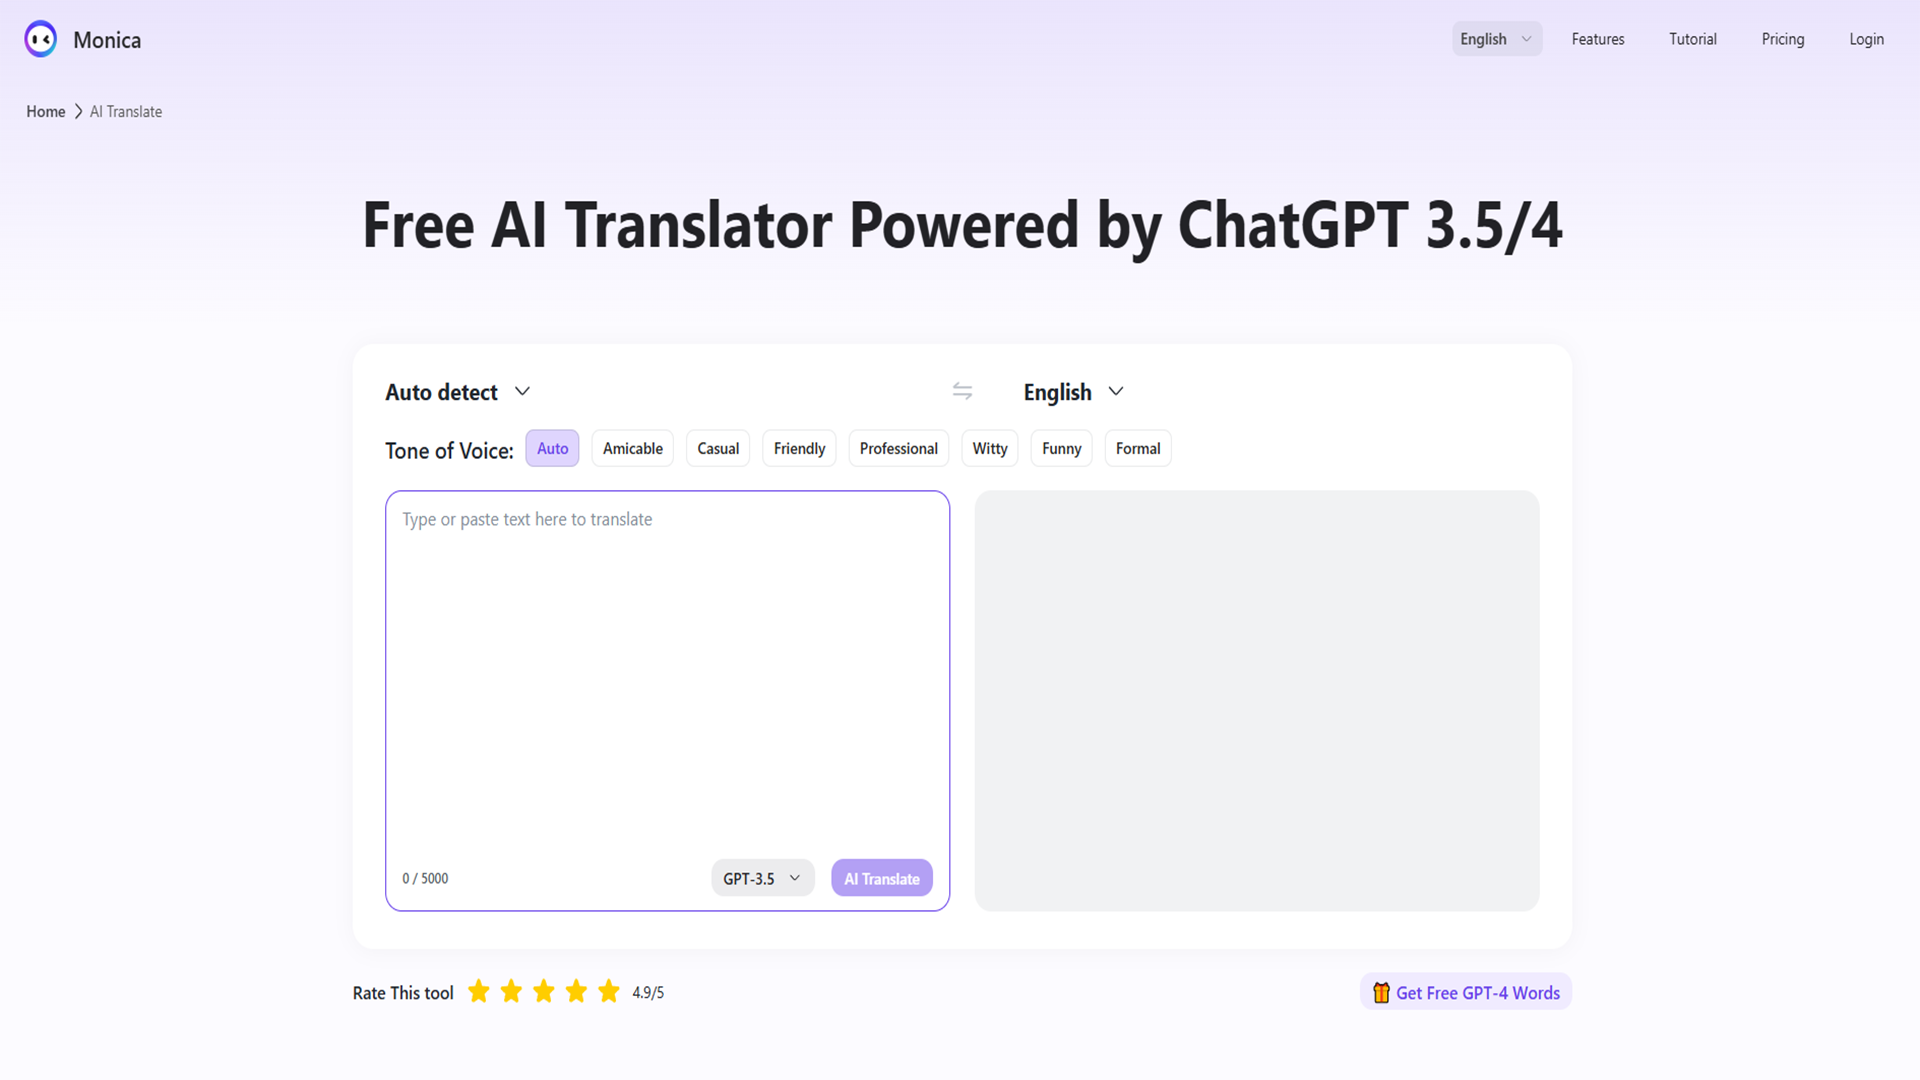 Monica
English
Features
Tutorial
Pricing
Login
Home
AI Translate
Free AI Translator Powered by ChatGPT 3.5/4
Auto detect
English
Tone of Voice:
Auto
Amicable
Casual
Friendly
Professional
Witty
Funny
Formal
Type or paste text here to translate
0 / 5000
GPT-3.5
AI Translate
Rate This tool
4.9/5
Get Free GPT-4 Words